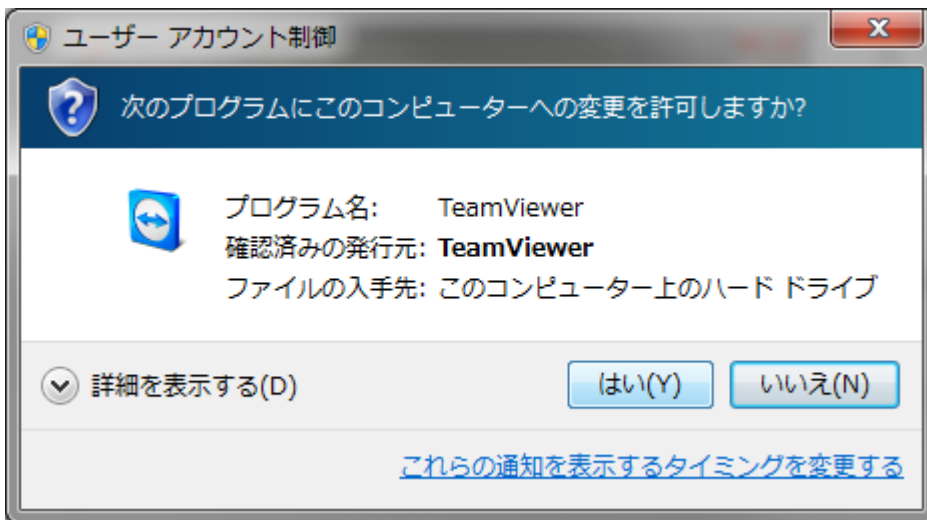 ユーザー アカウント制御
次のプログラムにこのコンピューターへの変更を許可しますか?
プログラム名: TeamViewer
確認済みの発行元: TeamViewer
ファイルの入手先: このコンピューター上のハード ドライブ
詳細を表示する(D)
はい(Y) いいえ(N)
これらの通知を表示するタイミングを変更する